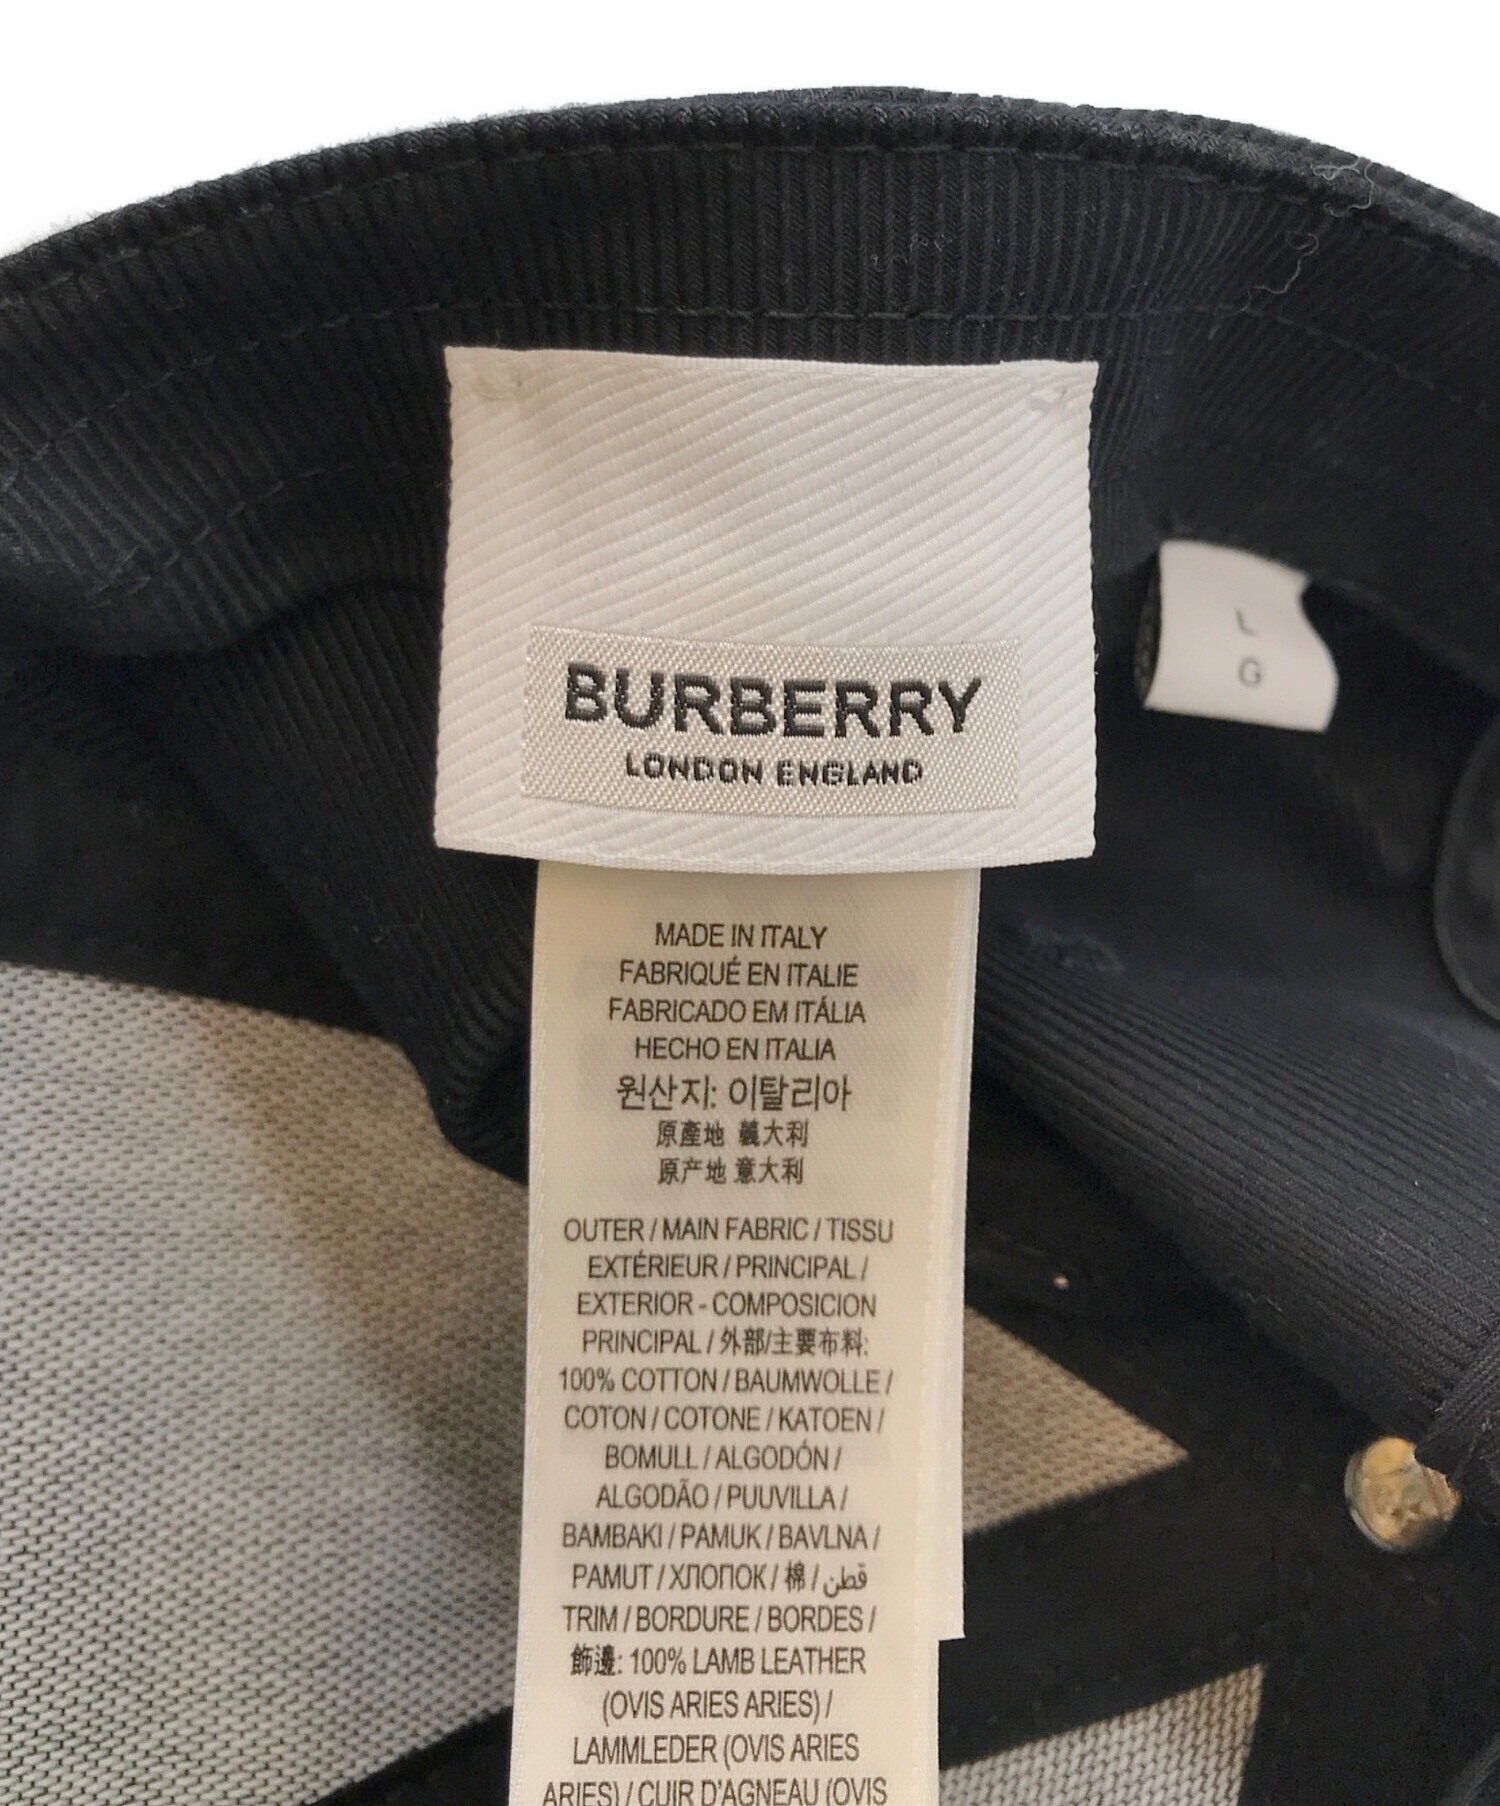 BURBERRY
LONDON ENGLAND
L
G
MADE IN ITALY
FABRIQUÉ EN ITALIE
FABRICADO EM ITÁLIA
HECHO EN ITALIA
원산지: 이탈리아
原產地 義大利
原产地 意大利
OUTER / MAIN FABRIC / TISSU
EXTÉRIEUR / PRINCIPAL /
EXTERIOR - COMPOSICION
PRINCIPAL / 外部/主要布料:
100% COTTON / BAUMWOLLE /
COTON / COTONE / KATOEN /
BOMULL / ALGODÓN /
ALGODÃO / PUUVILLA /
BAMBAKI / PAMUK / BAVLNA /
PAMUT / ХЛОПОК / 棉 / قطن
TRIM / BORDURE / BORDES /
飾邊: 100% LAMB LEATHER
(OVIS ARIES ARIES) /
LAMMLEDER (OVIS ARIES
ARIES) / CUIR D'AGNEAU (OVIS